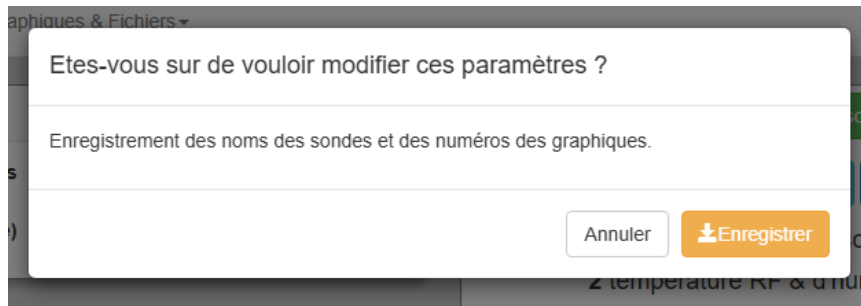 aphiques & Fichiers
Etes-vous sur de vouloir modifier ces paramètres ?
Enregistrement des noms des sondes et des numéros des graphiques.
s
)
Annuler Enregistrer
2 température RF & d'hu